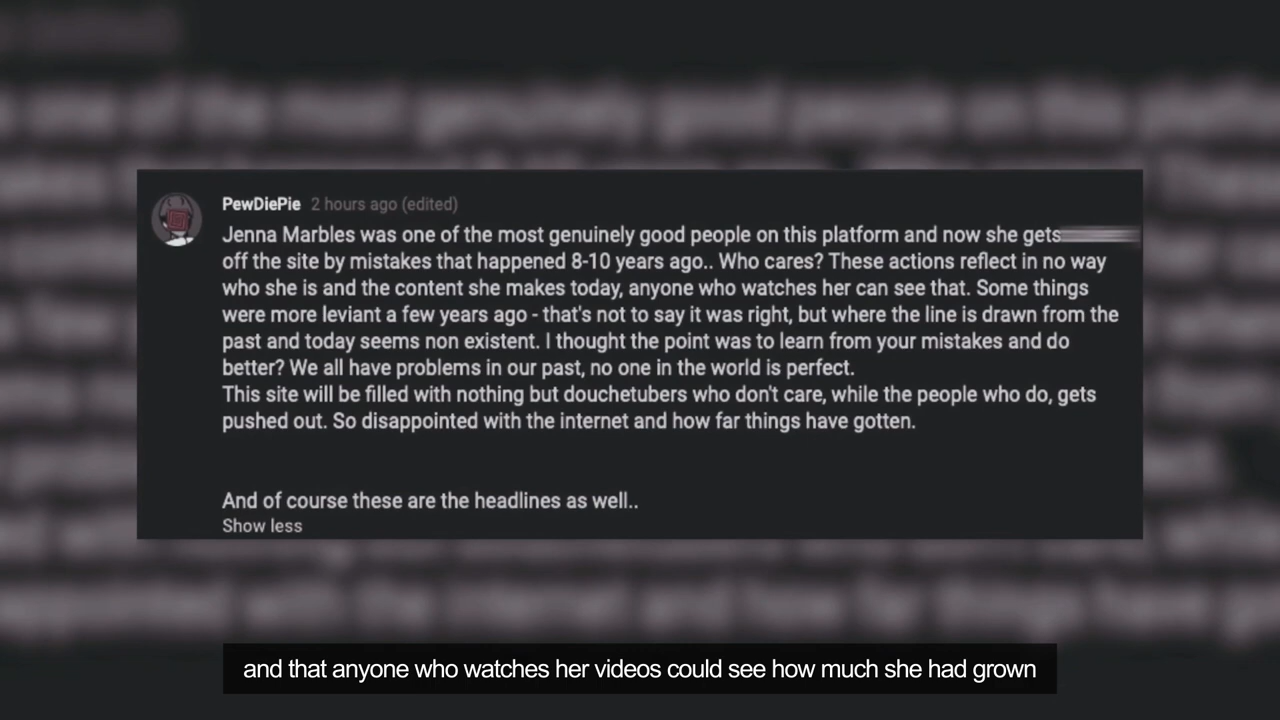 PewDiePie 2 hours ago (edited)
Jenna Marbles was one of the most genuinely good people on this platform and now she gets
off the site by mistakes that happened 8-10 years ago.. Who cares? These actions reflect in no way
who she is and the content she makes today, anyone who watches her can see that. Some things
were more leviant a few years ago - that's not to say it was right, but where the line is drawn from the
past and today seems non existent. I thought the point was to learn from your mistakes and do
better? We all have problems in our past, no one in the world is perfect.
This site will be filled with nothing but douchetubers who don't care, while the people who do, gets
pushed out. So disappointed with the internet and how far things have gotten.
And of course these are the headlines as well..
Show less
and that anyone who watches her videos could see how much she had grown